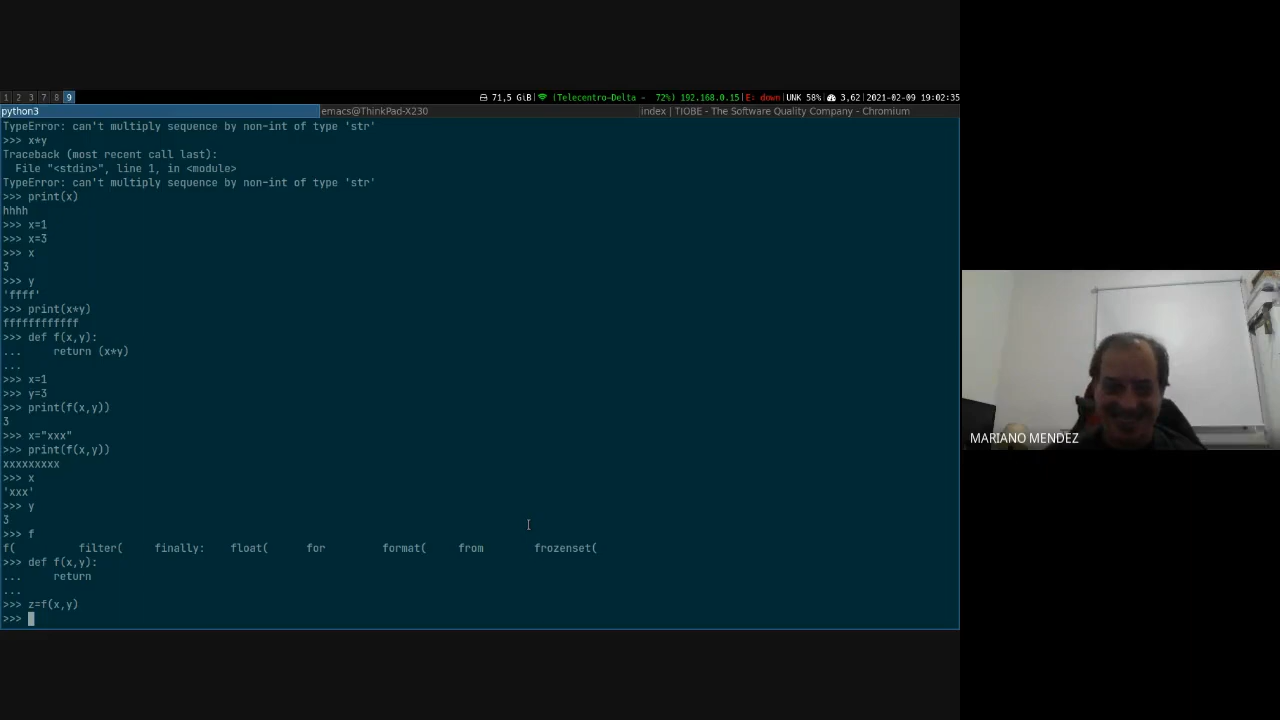 1 2 3 7 8 9
71,5 GiB| |(Telecentro-Delta - 72%) 192.168.0.15|E: down|UNK 58%| 3,62|2021-02-09 19:02:35
python3
emacs@ThinkPad-X230
index | TIOBE - The Software Quality Company - Chromium
TypeError: can't multiply sequence by non-int of type 'str'
>>> x*y
Traceback (most recent call last):
  File "<stdin>", line 1, in <module>
TypeError: can't multiply sequence by non-int of type 'str'
>>> print(x)
hhhh
>>> x=1
>>> x=3
>>> x
3
>>> y
'ffff'
>>> print(x*y)
ffffffffffff
>>> def f(x,y):
...     return (x*y)
...
>>> x=1
>>> y=3
>>> print(f(x,y))
3
>>> x="xxx"
>>> print(f(x,y))
xxxxxxxxx
>>> x
'xxx'
>>> y
3
>>> f
f(          filter(     finally:    float(      for         format(     from        frozenset(
>>> def f(x,y):
...     return
...
>>> z=f(x,y)
>>>
MARIANO MENDEZ